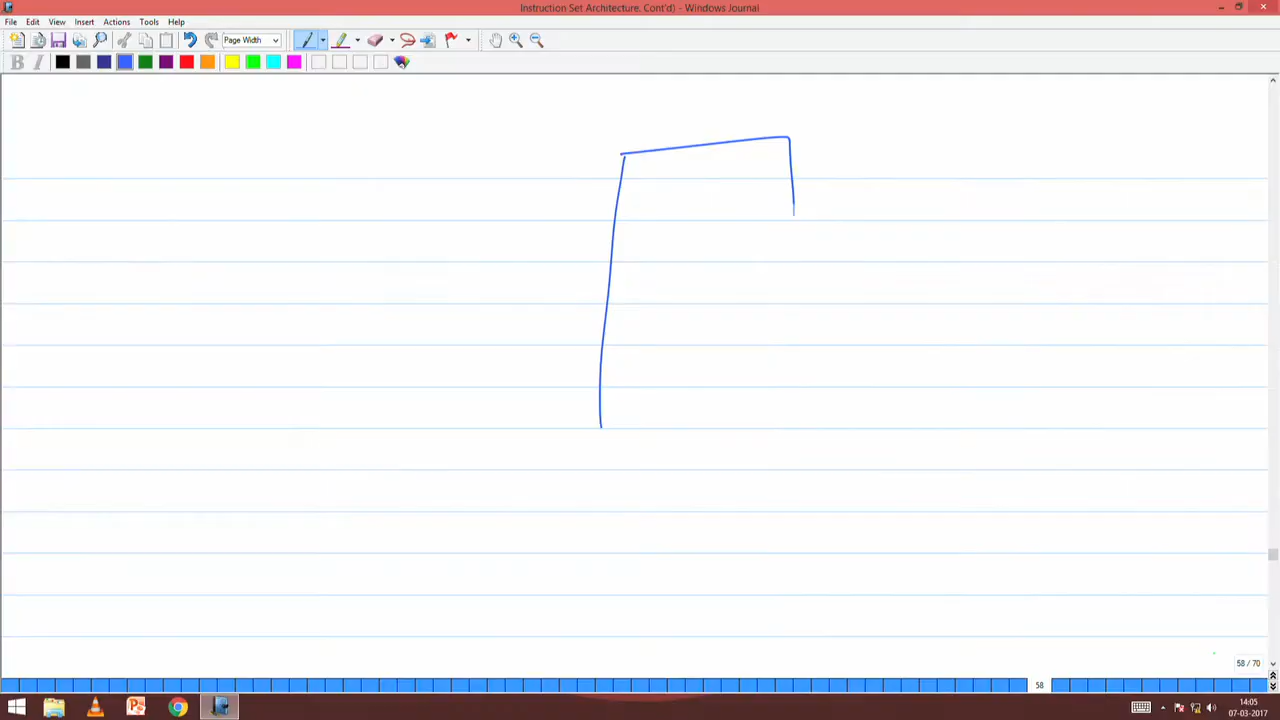 Instruction Set Architecture. Cont'd) - Windows Journal
File Edit View Insert Actions Tools Help
Page Width
B I
58 / 70
58
14:05
07-03-2017